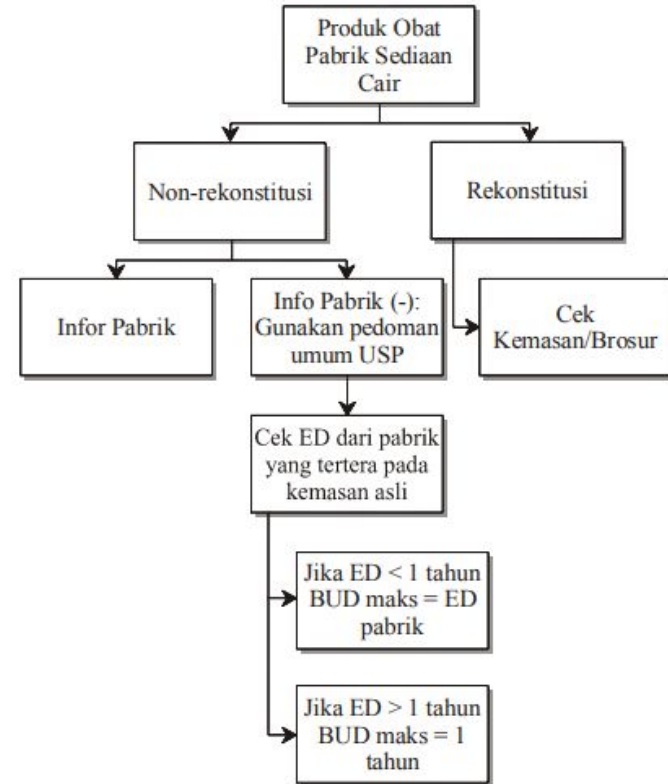 Produk Obat
Pabrik Sediaan
Cair
Non-rekonstitusi
Rekonstitusi
Infor Pabrik
Info Pabrik (-):
Gunakan pedoman
umum USP
Cek
Kemasan/Brosur
Cek ED dari pabrik
yang tertera pada
kemasan asli
Jika ED < 1 tahun
BUD maks = ED
pabrik
Jika ED > 1 tahun
BUD maks = 1
tahun